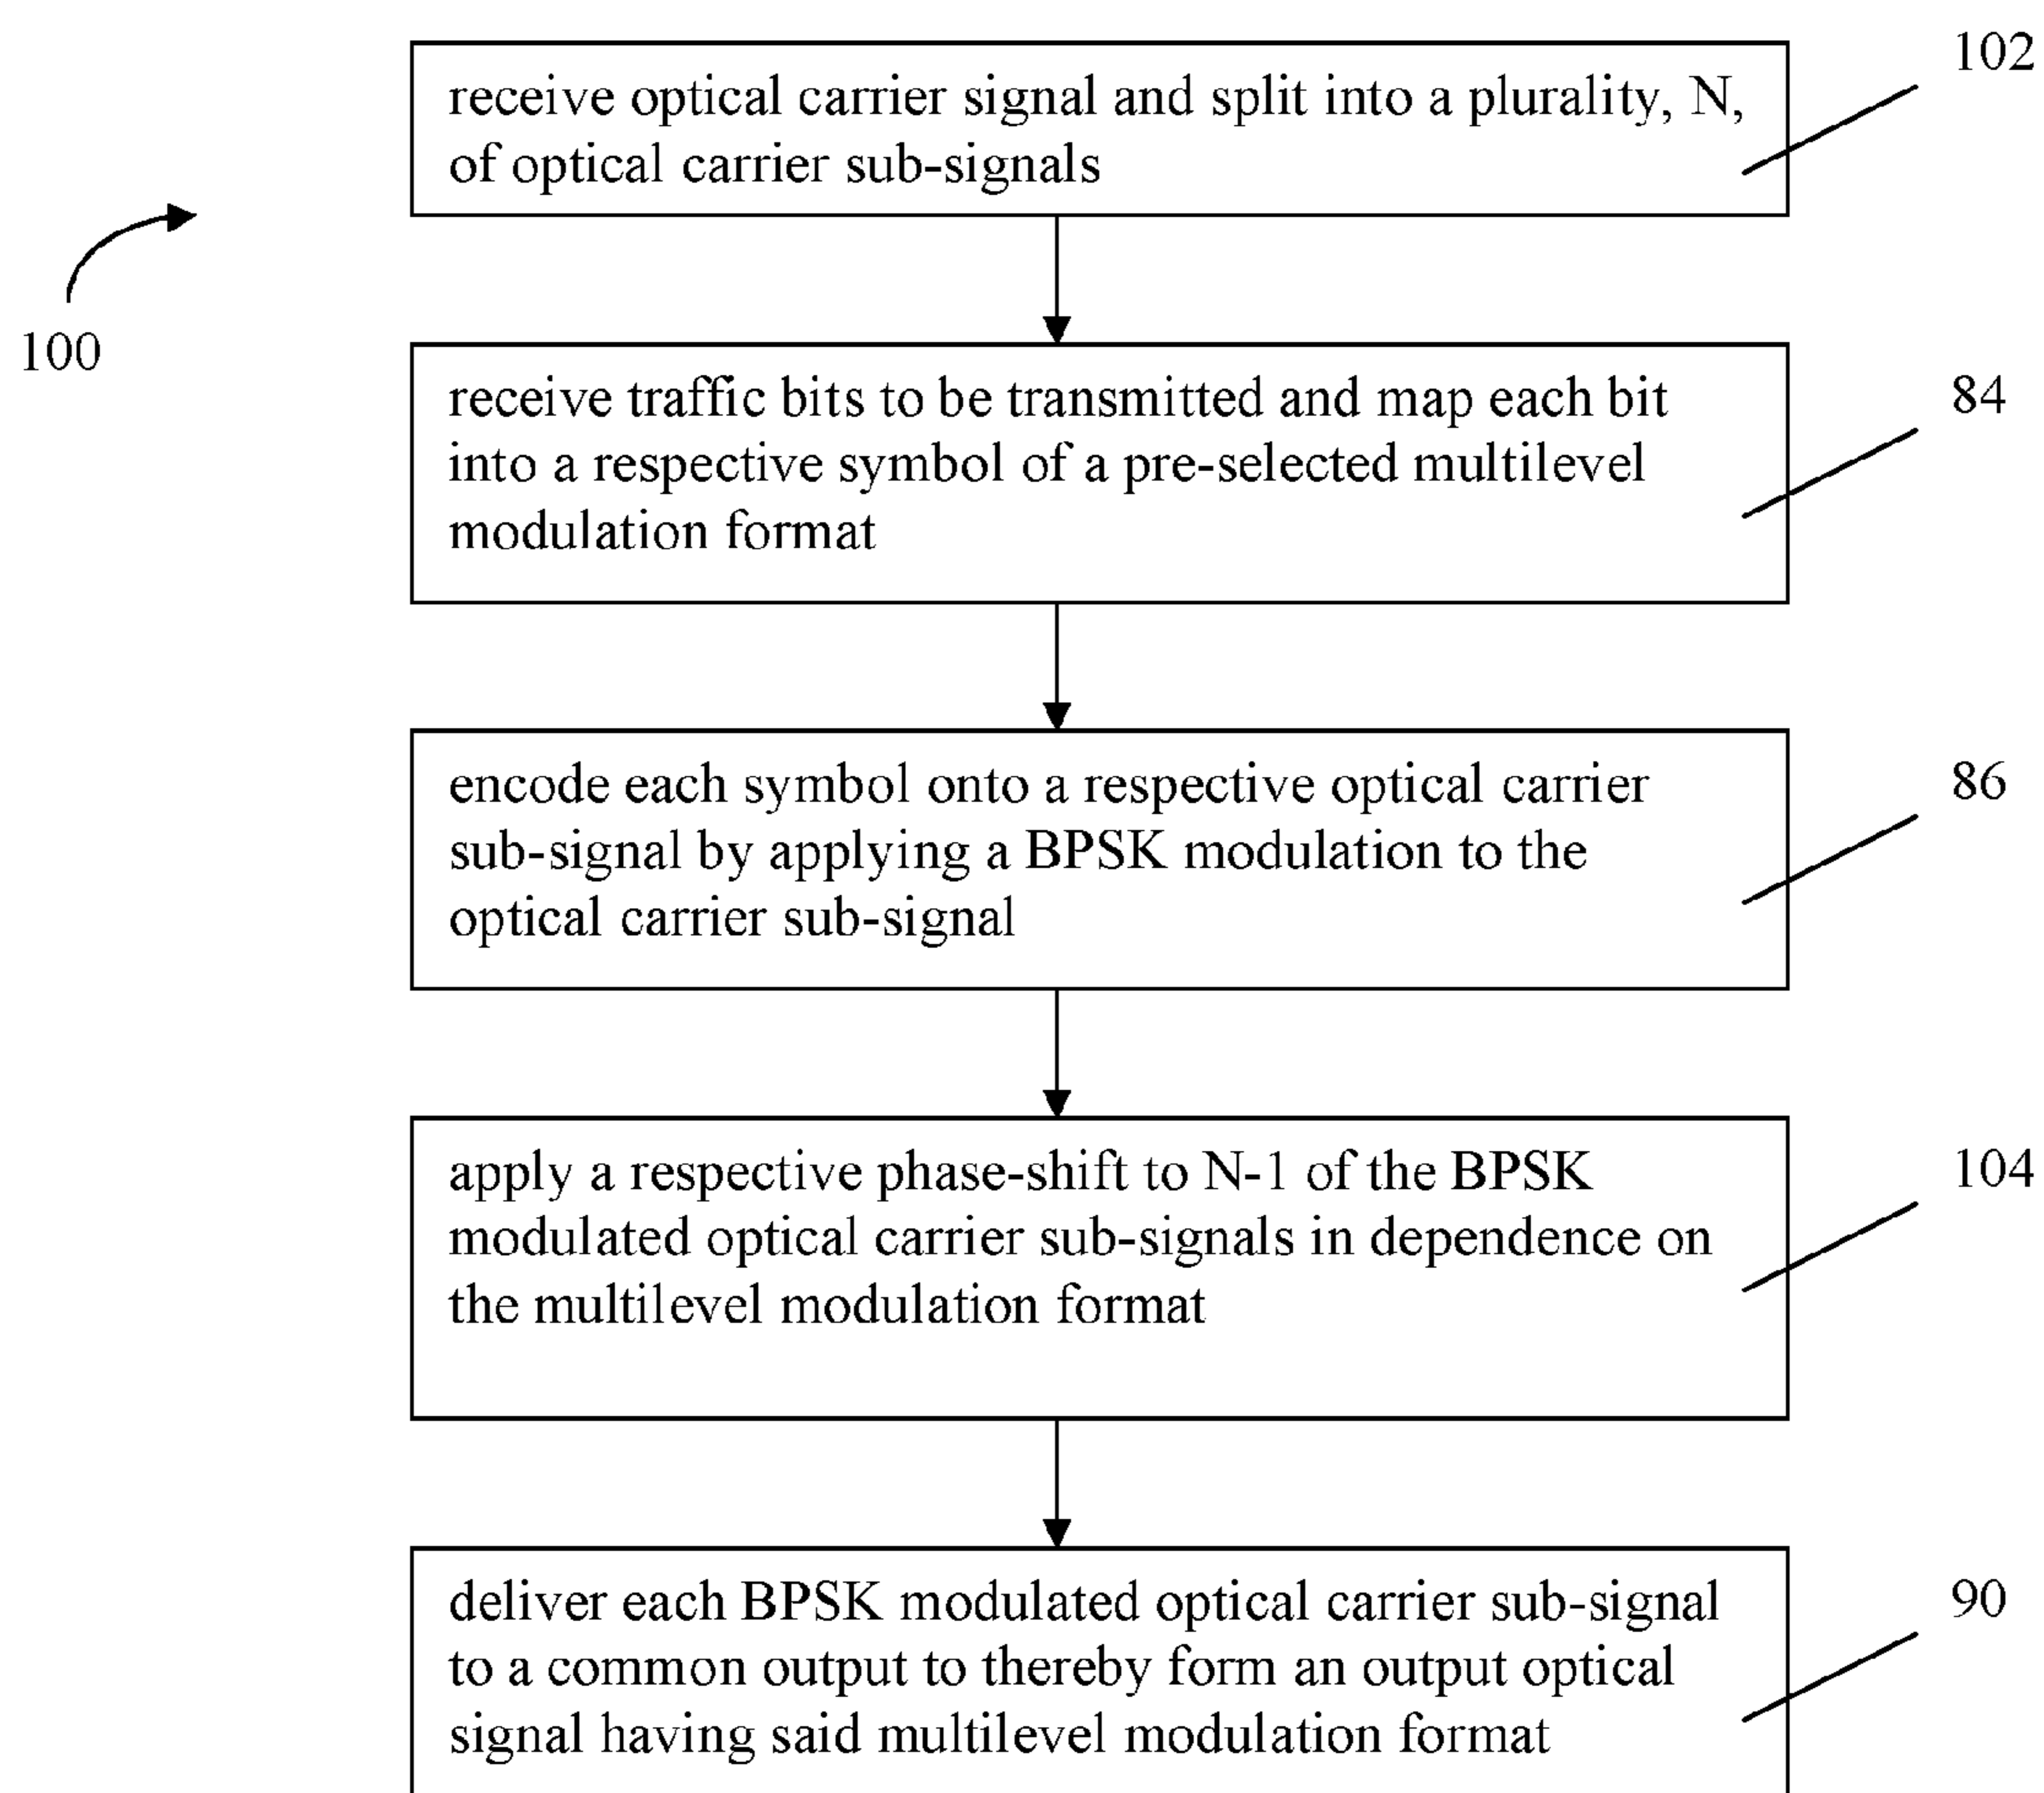 102
receive optical carrier signal and split into a plurality, N,
of optical carrier sub-signals
100
receive traffic bits to be transmitted and map each bit
into a respective symbol of a pre-selected multilevel
modulation format
84
encode each symbol onto a respective optical carrier
sub-signal by applying a BPSK modulation to the
optical carrier sub-signal
86
apply a respective phase-shift to N-1 of the BPSK
modulated optical carrier sub-signals in dependence on
the multilevel modulation format
104
deliver each BPSK modulated optical carrier sub-signal
to a common output to thereby form an output optical
signal having said multilevel modulation format
90